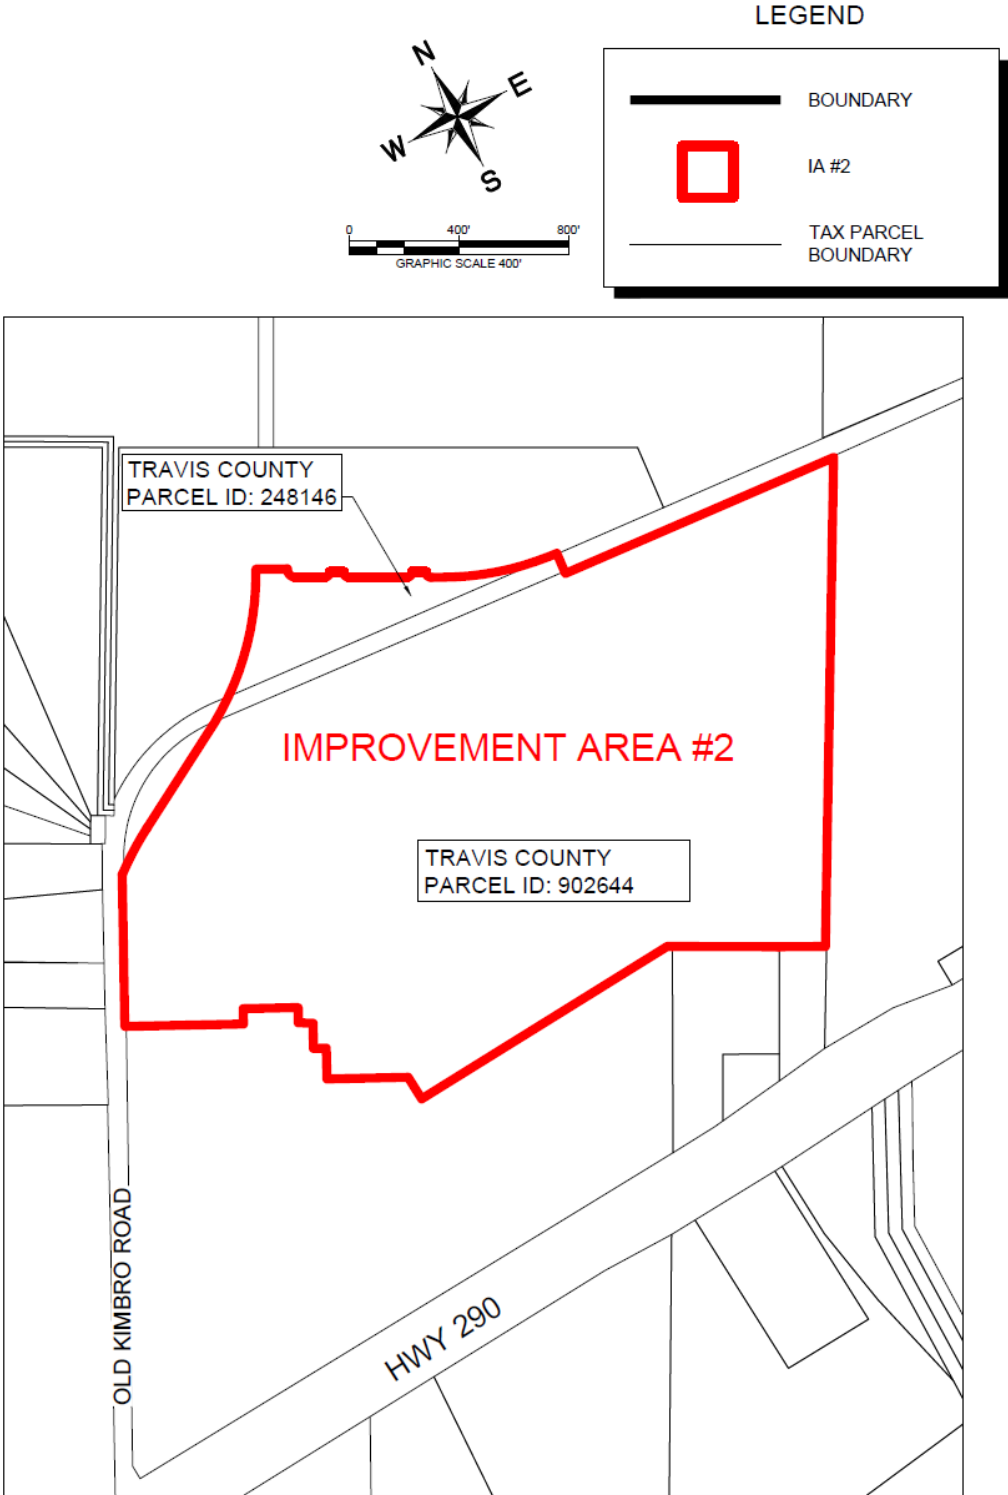 LEGEND
N
E
W
S
BOUNDARY
IA #2
TAX PARCEL
BOUNDARY
0 400' 800'
GRAPHIC SCALE 400'
TRAVIS COUNTY
PARCEL ID: 248146
IMPROVEMENT AREA #2
TRAVIS COUNTY
PARCEL ID: 902644
OLD KIMBRO ROAD
HWY 290